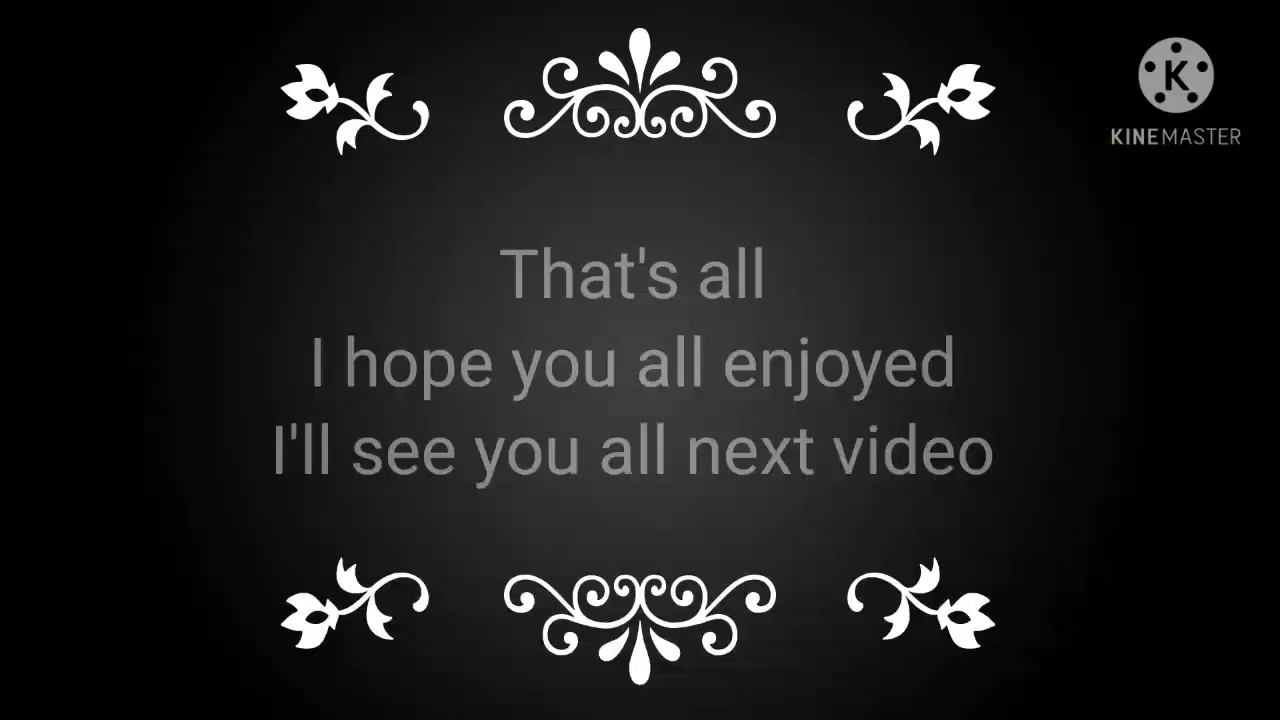 K
KINEMASTER
That's all
I hope you all enjoyed
I'll see you all next video